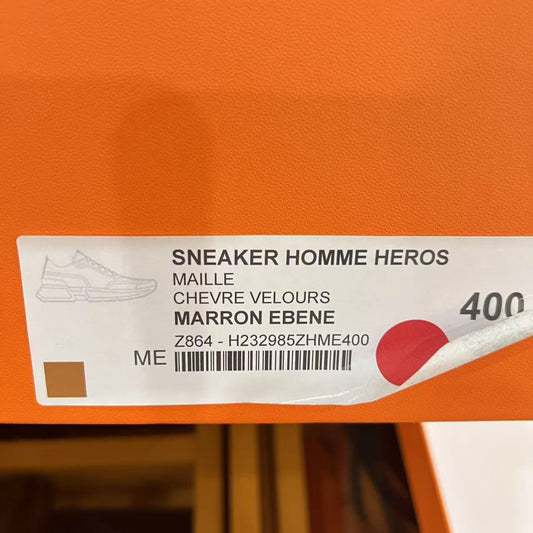 SNEAKER HOMME HEROS
MAILLE
CHEVRE VELOURS
MARRON EBENE
400
Z864 - H232985ZHME400
ME